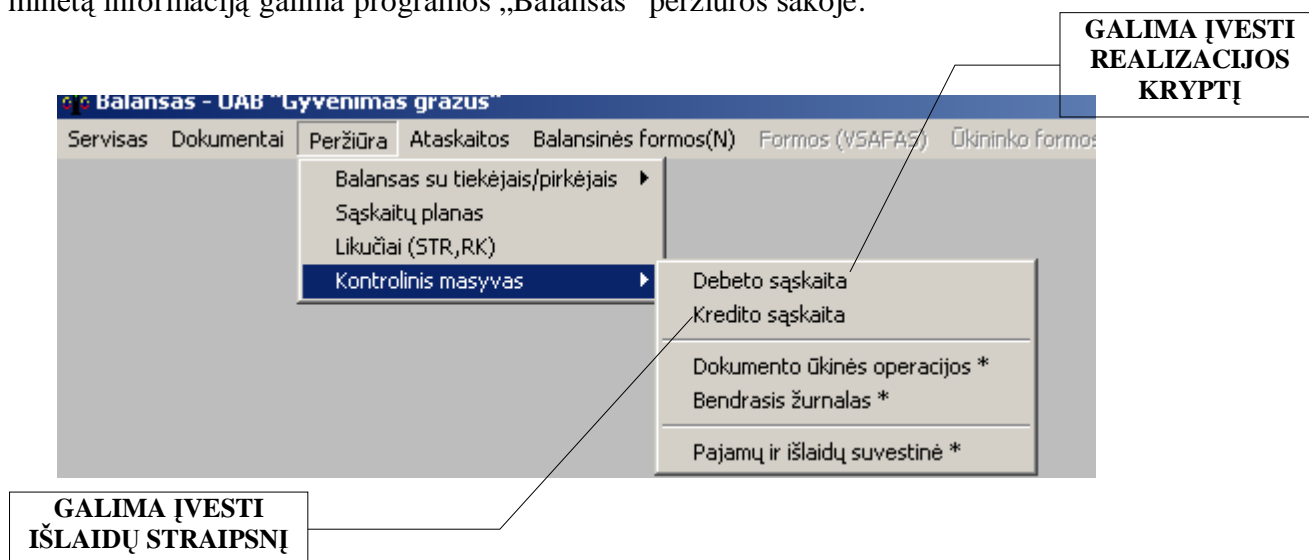 minėtą informaciją galima programos „Balansas“ peržiūros šakoje:
GALIMA ĮVESTI
REALIZACIJOS
KRYPTĮ
Balansas - UAB "Gyvenimas gražus"
Servisas Dokumentai Peržiūra Ataskaitos Balansinės formos(N) Formos (VSAFAS) Ūkininko formos
Balansas su tiekėjais/pirkėjais
Sąskaitų planas
Likučiai (STR,RK)
Kontrolinis masyvas
Debeto sąskaita
Kredito sąskaita
Dokumento ūkinės operacijos *
Bendrasis žurnalas *
Pajamų ir išlaidų suvestinė *
GALIMA ĮVESTI
IŠLAIDŲ STRAIPSNĮ